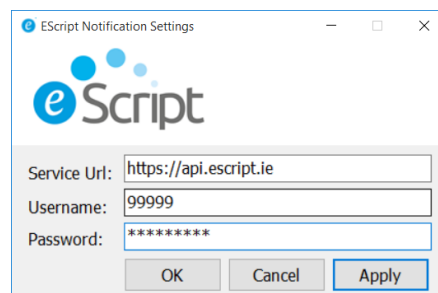 EScript Notification Settings
eScript
Service Url: https://api.escript.ie
Username: 99999
Password: *********
OK Cancel Apply